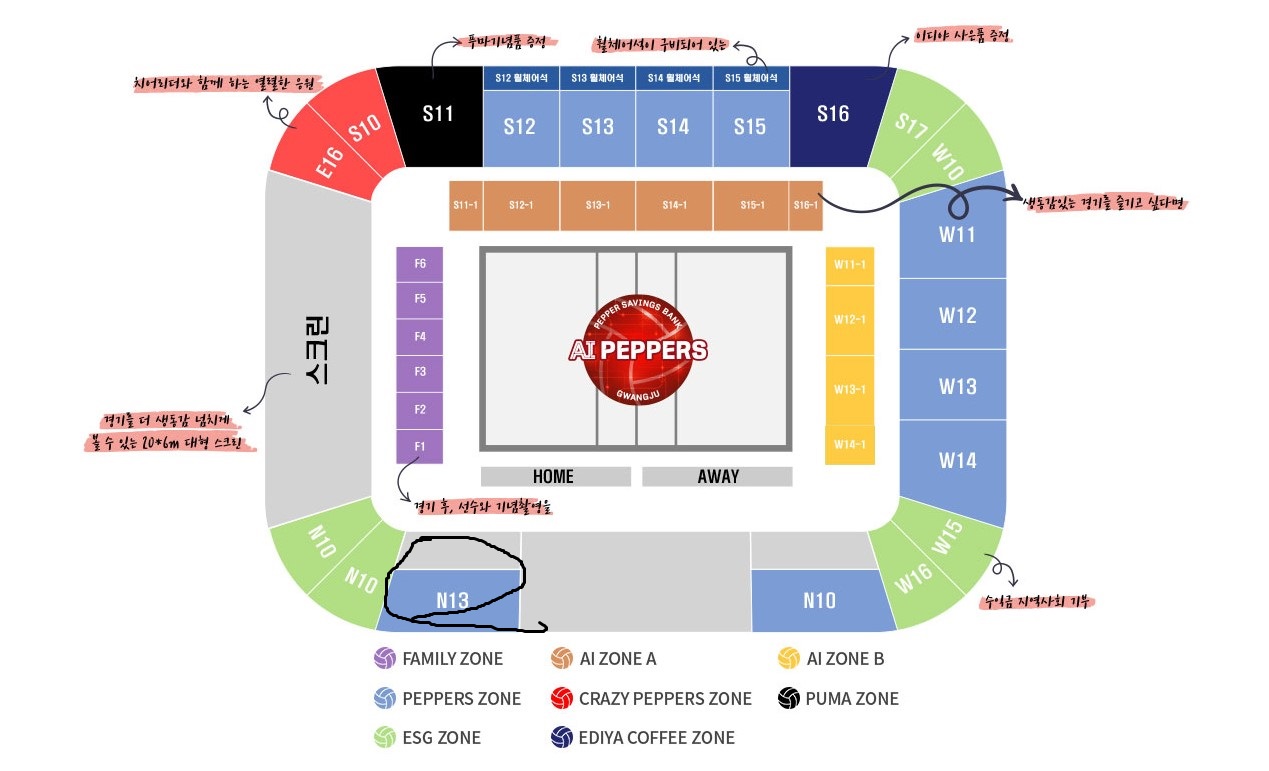 푸마기념품 증정
휠체어석이 구비되어 있는
이디야 사은품 증정
치어리더와 함께 하는 열렬한 응원
S12 휠체어석
S13 휠체어석
S14 휠체어석
S15 휠체어석
E16
S10
S11
S12
S13
S14
S15
S16
S17
W10
S11-1
S12-1
S13-1
S14-1
S15-1
S16-1
생동감있는 경기를 즐기고 싶다면
W11
W12
W13
W14
F6
F5
F4
F3
F2
F1
W11-1
W12-1
W13-1
W14-1
PEPPER SAVINGS BANK
AI PEPPERS
GWANGJU
스크린
경기를 더 생동감 넘치게
볼 수 있는 20*6m 대형 스크린
HOME
AWAY
경기 후, 선수와 기념촬영을
N10
N10
N13
N10
W16
W15
수익금 지역사회 기부
FAMILY ZONE
AI ZONE A
AI ZONE B
PEPPERS ZONE
CRAZY PEPPERS ZONE
PUMA ZONE
ESG ZONE
EDIYA COFFEE ZONE